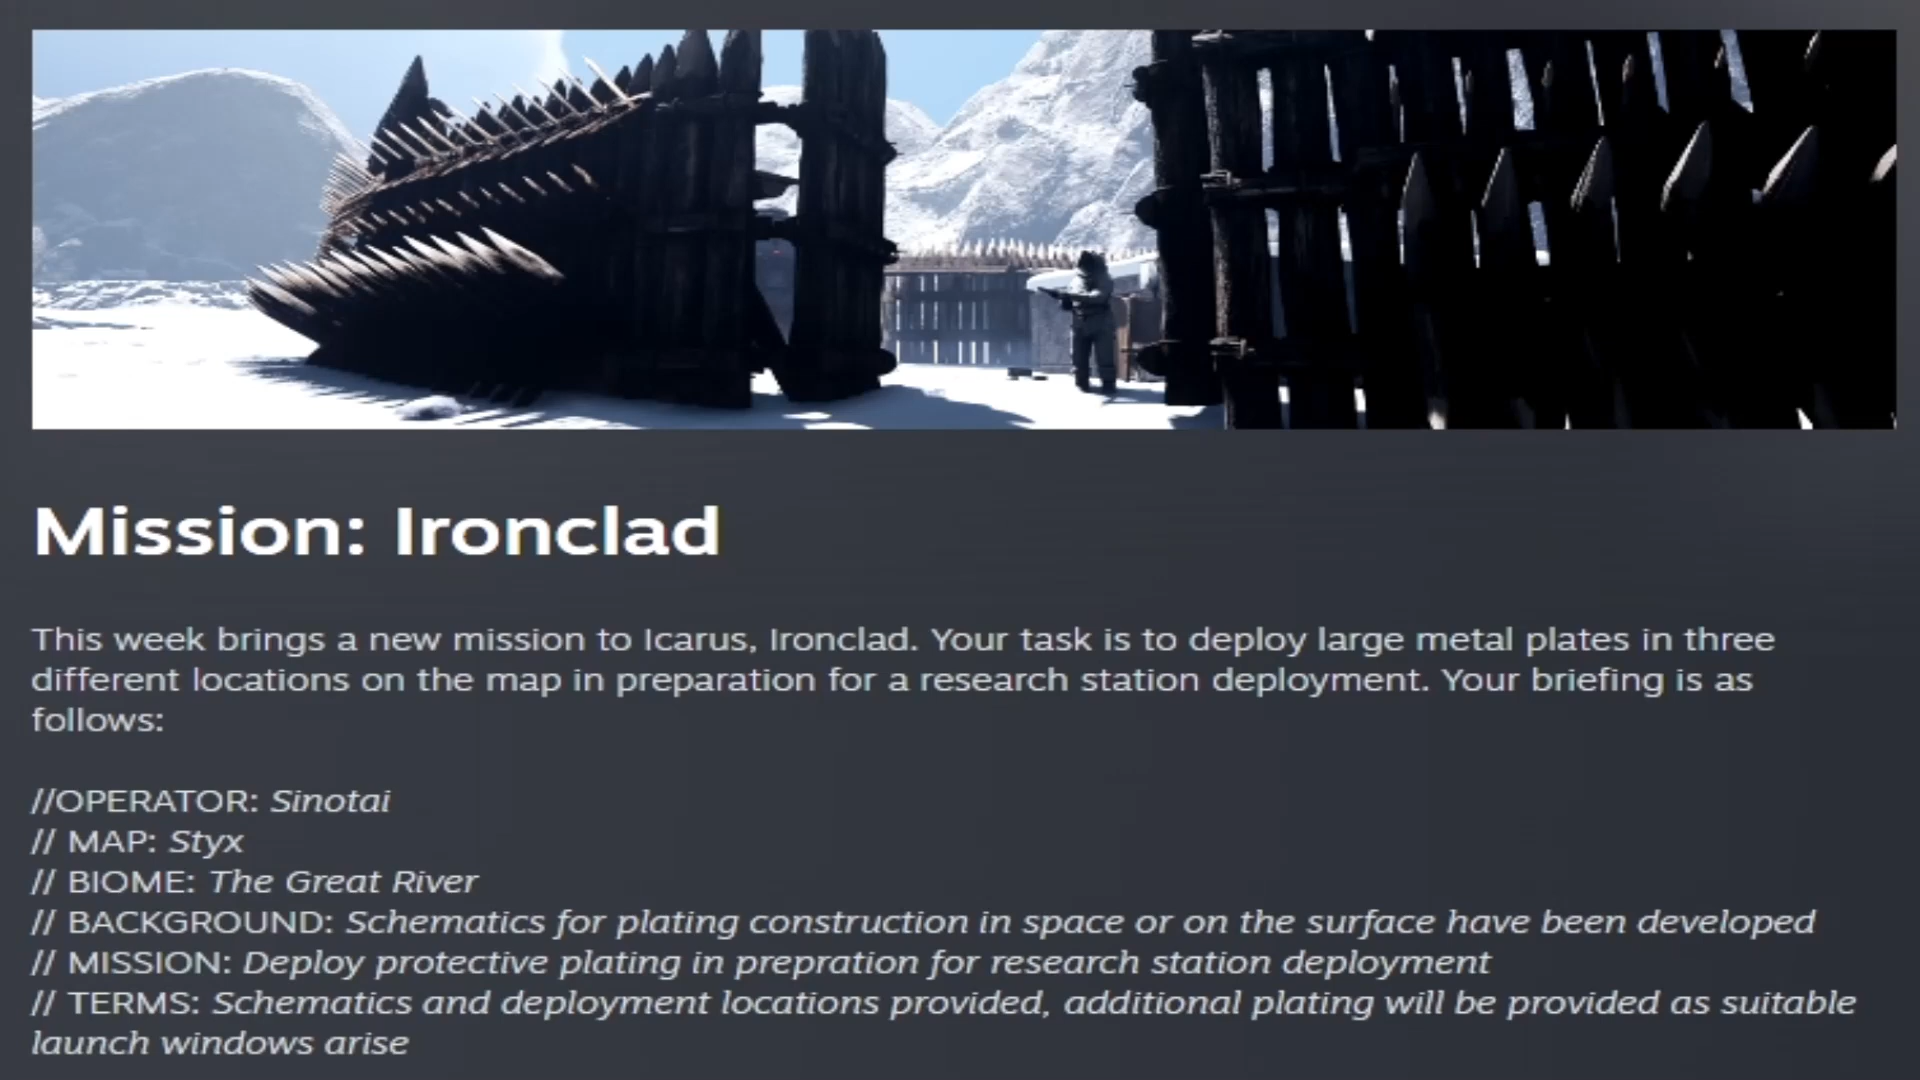 Mission: Ironclad
This week brings a new mission to Icarus, Ironclad. Your task is to deploy large metal plates in three
different locations on the map in preparation for a research station deployment. Your briefing is as
follows:
//OPERATOR: Sinotai
// MAP: Styx
// BIOME: The Great River
// BACKGROUND: Schematics for plating construction in space or on the surface have been developed
// MISSION: Deploy protective plating in prepration for research station deployment
// TERMS: Schematics and deployment locations provided, additional plating will be provided as suitable
launch windows arise